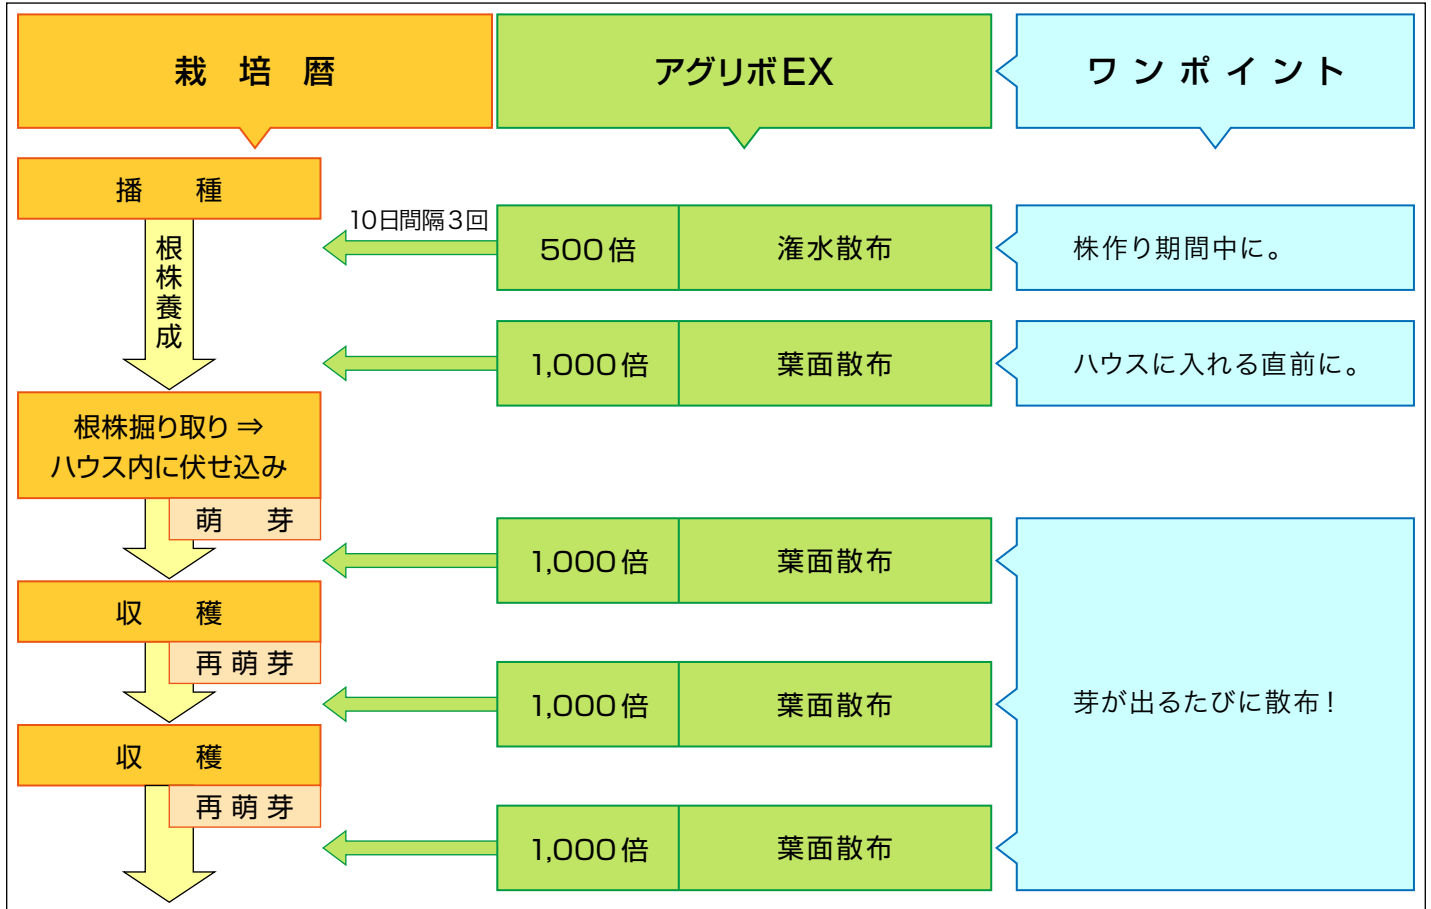 栽培暦
アグリボEX
ワンポイント
播種
根株養成
10日間隔3回
500倍
潅水散布
株作り期間中に。
1,000倍
葉面散布
ハウスに入れる直前に。
根株掘り取り⇒
ハウス内に伏せ込み
萌芽
1,000倍
葉面散布
収穫
再萌芽
1,000倍
葉面散布
芽が出るたびに散布！
収穫
再萌芽
1,000倍
葉面散布